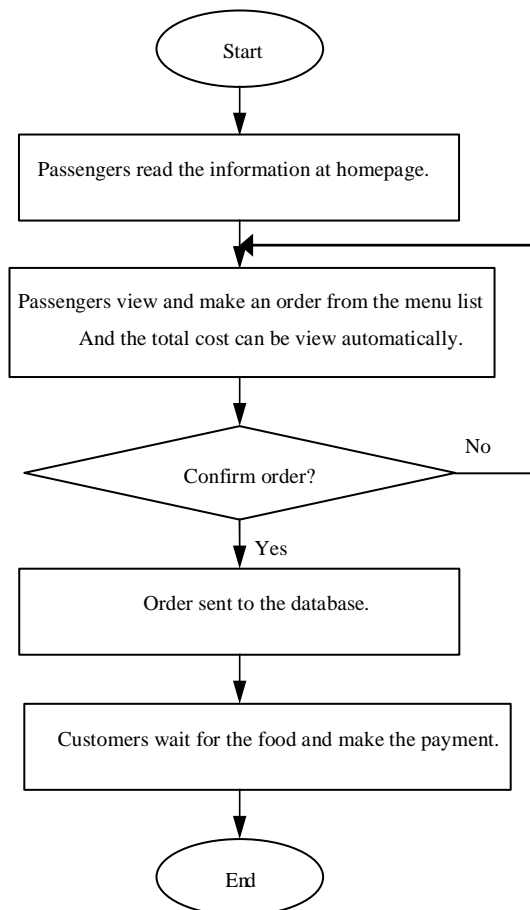 Start
Passengers read the information at homepage.
Passengers view and make an order from the menu list
And the total cost can be view automatically.
Confirm order?
No
Yes
Order sent to the database.
Customers wait for the food and make the payment.
End